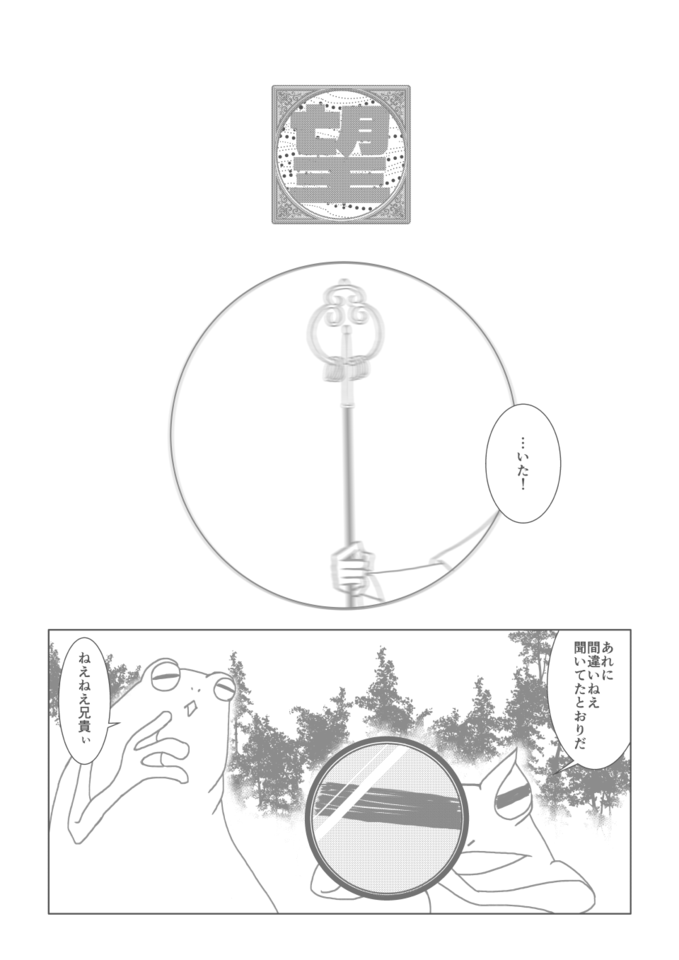 望
…いた！
あれに
間違いねえ
聞いてたとおりだ
ねえねえ兄貴ぃ